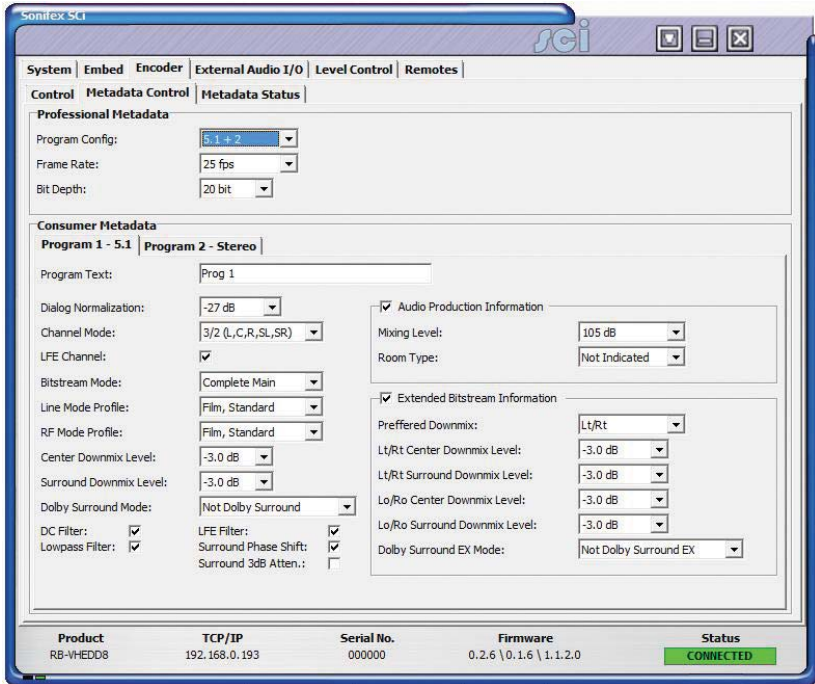 Sonifex SCi
sci
System Embed Encoder External Audio I/O Level Control Remotes
Control Metadata Control Metadata Status
Professional Metadata
Program Config: 5.1 + 2
Frame Rate: 25 fps
Bit Depth: 20 bit
Consumer Metadata
Program 1 - 5.1 Program 2 - Stereo
Program Text: Prog 1
Dialog Normalization: -27 dB
Channel Mode: 3/2 (L,C,R,SL,SR)
LFE Channel:
Bitstream Mode: Complete Main
Line Mode Profile: Film, Standard
RF Mode Profile: Film, Standard
Center Downmix Level: -3.0 dB
Surround Downmix Level: -3.0 dB
Dolby Surround Mode: Not Dolby Surround
DC Filter: LFE Filter:
Lowpass Filter: Surround Phase Shift:
Surround 3dB Atten.:
Audio Production Information
Mixing Level: 105 dB
Room Type: Not Indicated
Extended Bitstream Information
Preffered Downmix: Lt/Rt
Lt/Rt Center Downmix Level: -3.0 dB
Lt/Rt Surround Downmix Level: -3.0 dB
Lo/Ro Center Downmix Level: -3.0 dB
Lo/Ro Surround Downmix Level: -3.0 dB
Dolby Surround EX Mode: Not Dolby Surround EX
Product TCP/IP Serial No. Firmware Status
RB-VHEDD8 192.168.0.193 000000 0.2.6 \ 0.1.6 \ 1.1.2.0 CONNECTED